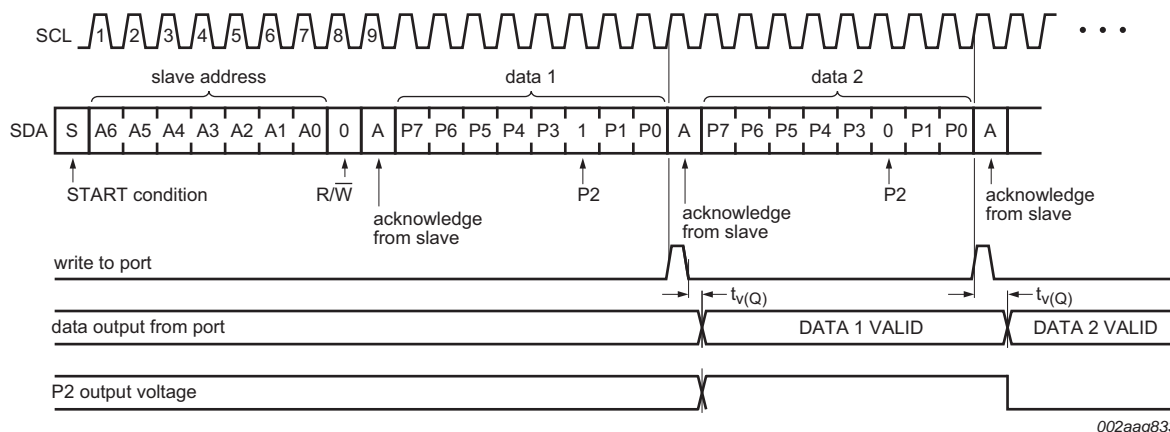 SCL 1 2 3 4 5 6 7 8 9 • • •
slave address data 1 data 2
SDA S A6 A5 A4 A3 A2 A1 A0 0 A P7 P6 P5 P4 P3 1 P1 P0 A P7 P6 P5 P4 P3 0 P1 P0 A
START condition R/W̅ P2 P2
acknowledge from slave
acknowledge from slave
acknowledge from slave
write to port
tv(Q) tv(Q)
data output from port DATA 1 VALID DATA 2 VALID
P2 output voltage